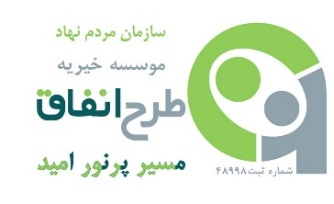 سازمان مردم نهاد
موسسه خیریه
طرح انفاق
مسیر پرنور امید
شماره ثبت ۴۸۹۹۸